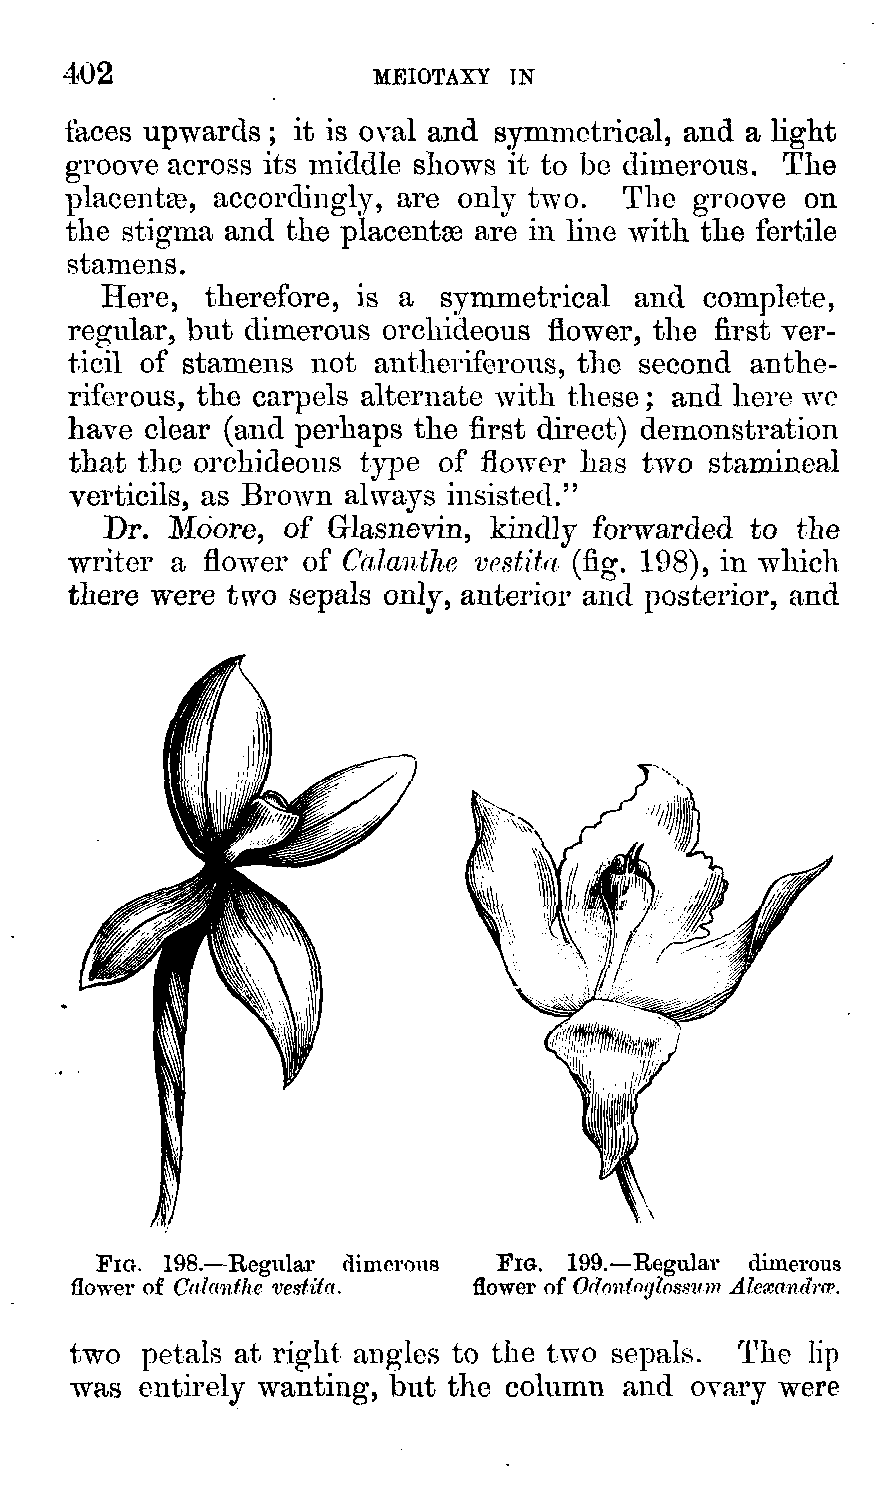 402 MEIOTAXY IN
faces upwards; it is oval and symmetrical, and a light
groove across its middle shows it to be dimerous. The
placentæ, accordingly, are only two. The groove on
the stigma and the placentæ are in line with the fertile
stamens.
Here, therefore, is a symmetrical and complete,
regular, but dimerous orchideous flower, the first ver-
ticil of stamens not antheriferous, the second anthe-
riferous, the carpels alternate with these; and here we
have clear (and perhaps the first direct) demonstration
that the orchideous type of flower has two stamineal
verticils, as Brown always insisted.”
Dr. Moore, of Glasnevin, kindly forwarded to the
writer a flower of Calanthe vestita (fig. 198), in which
there were two sepals only, anterior and posterior, and
FIG. 198.—Regular dimerous
flower of Calanthe vestita.
FIG. 199.—Regular dimerous
flower of Odontoglossum Alexandræ.
two petals at right angles to the two sepals. The lip
was entirely wanting, but the column and ovary were